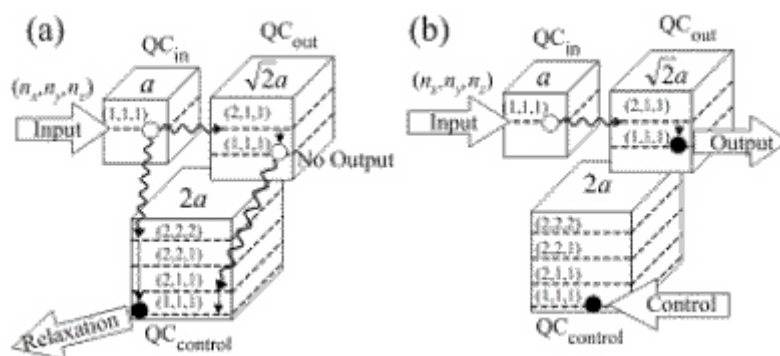 (a)
QC_in
QC_out
a
√2a
(n_x,n_y,n_z)
Input
(1,1,1)
(2,1,1)
(1,1,1)
No Output
2a
(2,2,2)
(2,2,1)
(2,1,1)
(1,1,1)
Relaxation
QC_control
(b)
QC_in
QC_out
a
√2a
(n_x,n_y,n_z)
Input
(1,1,1)
(2,1,1)
(1,1,1)
Output
2a
(2,2,2)
(2,2,1)
(2,1,1)
(1,1,1)
Control
QC_control